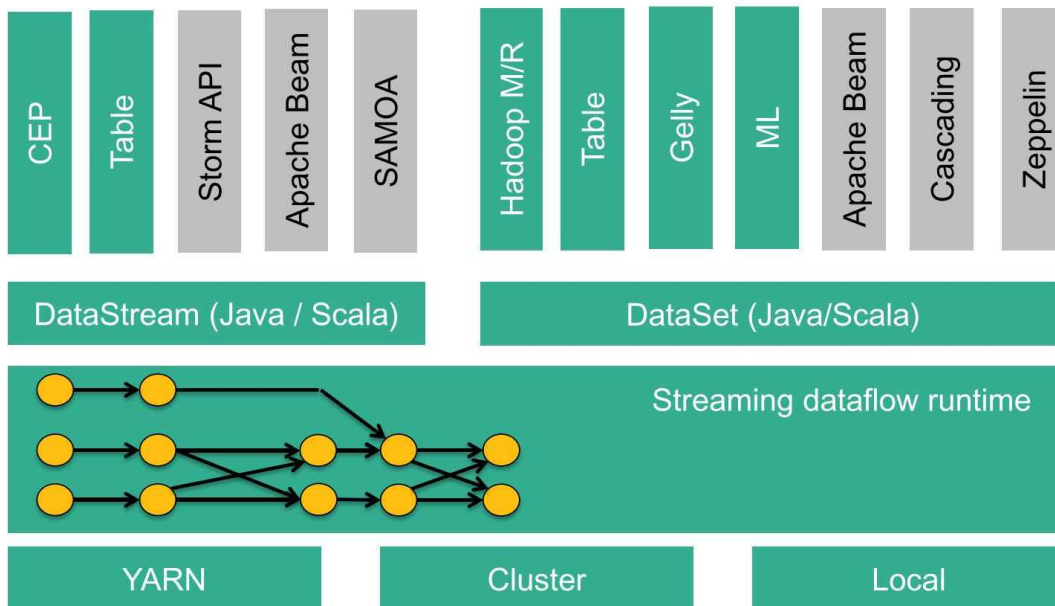 CEP
Table
Storm API
Apache Beam
SAMOA
Hadoop M/R
Table
Gelly
ML
Apache Beam
Cascading
Zeppelin
DataStream (Java / Scala)
DataSet (Java/Scala)
Streaming dataflow runtime
YARN
Cluster
Local